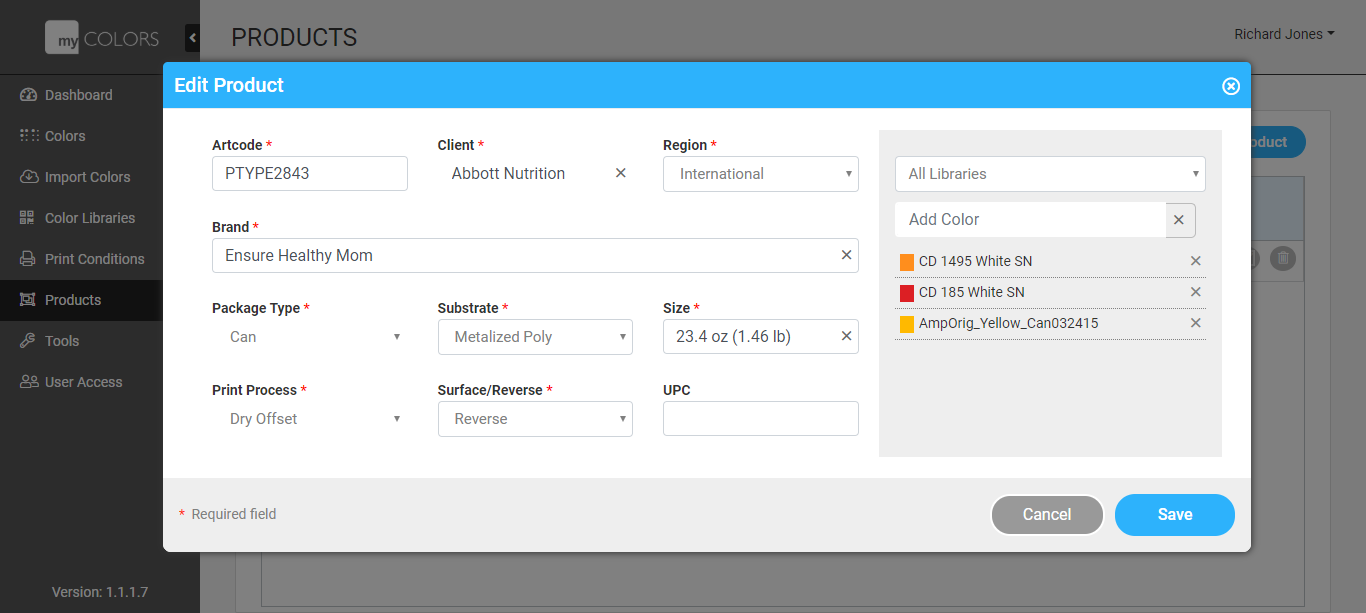 my COLORS
PRODUCTS
Richard Jones
Dashboard
Colors
Import Colors
Color Libraries
Print Conditions
Products
Tools
User Access
Version: 1.1.1.7
Edit Product
Artcode *
PTYPE2843
Client *
Abbott Nutrition
Region *
International
Brand *
Ensure Healthy Mom
Package Type *
Can
Substrate *
Metalized Poly
Size *
23.4 oz (1.46 lb)
Print Process *
Dry Offset
Surface/Reverse *
Reverse
UPC
All Libraries
Add Color
CD 1495 White SN
CD 185 White SN
AmpOrig_Yellow_Can032415
* Required field
Cancel
Save